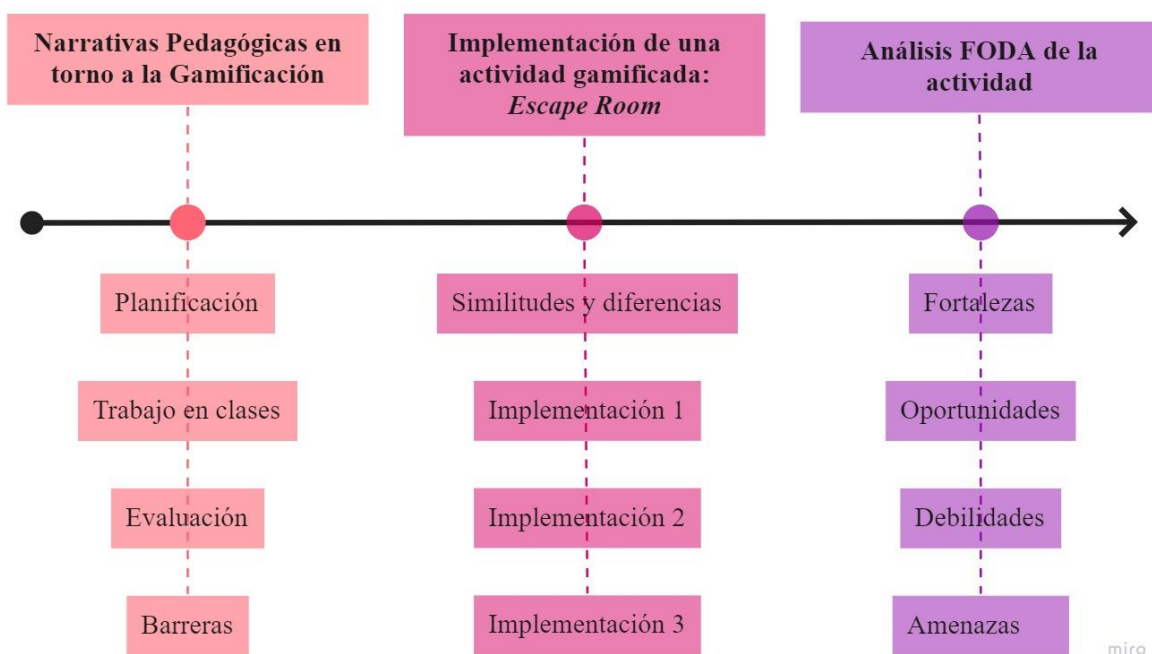 Narrativas Pedagógicas en
torno a la Gamificación
Implementación de una
actividad gamificada:
Escape Room
Análisis FODA de la
actividad
Planificación
Similitudes y diferencias
Fortalezas
Trabajo en clases
Implementación 1
Oportunidades
Evaluación
Implementación 2
Debilidades
Barreras
Implementación 3
Amenazas
miro